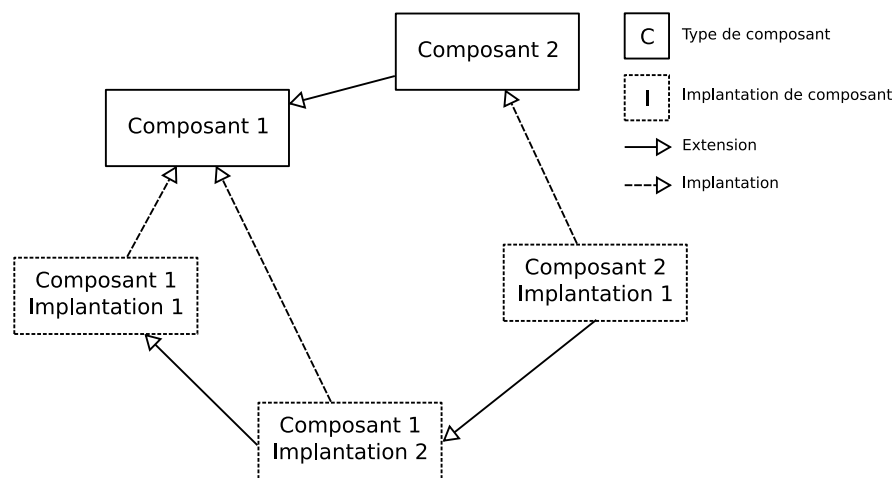 Composant 2
Composant 1
Composant 1
Implantation 1
Composant 2
Implantation 1
Composant 1
Implantation 2
C
Type de composant
I
Implantation de composant
Extension
Implantation